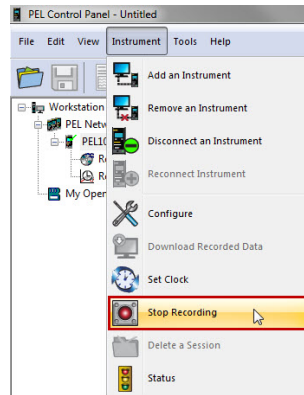 PEL Control Panel - Untitled
File Edit View Instrument Tools Help
Add an Instrument
Workstation
Remove an Instrument
PEL
PEL10
Disconnect an Instrument
Reconnect Instrument
My Open
Configure
Download Recorded Data
Set Clock
Stop Recording
Delete a Session
Status